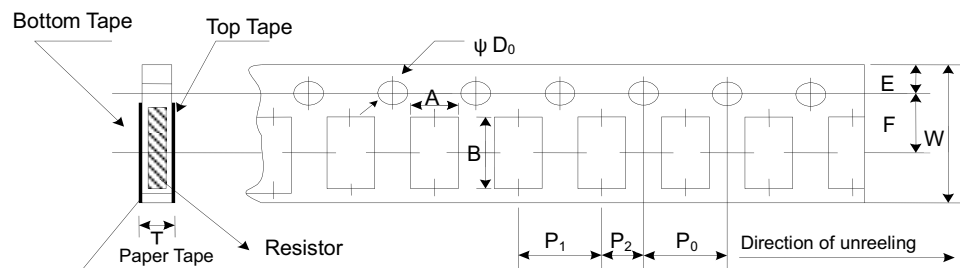 Bottom Tape
Top Tape
ψ D₀
A
E
F
W
B
T
Paper Tape
Resistor
P₁
P₂
P₀
Direction of unreeling